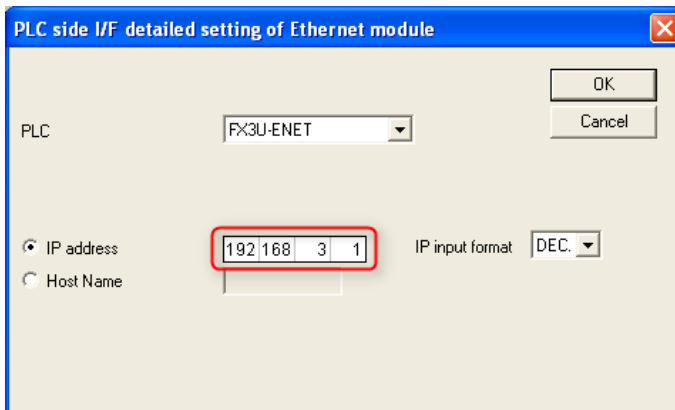 PLC side I/F detailed setting of Ethernet module
OK
PLC FX3U-ENET
Cancel
IP address 192 168 3 1 IP input format DEC.
Host Name